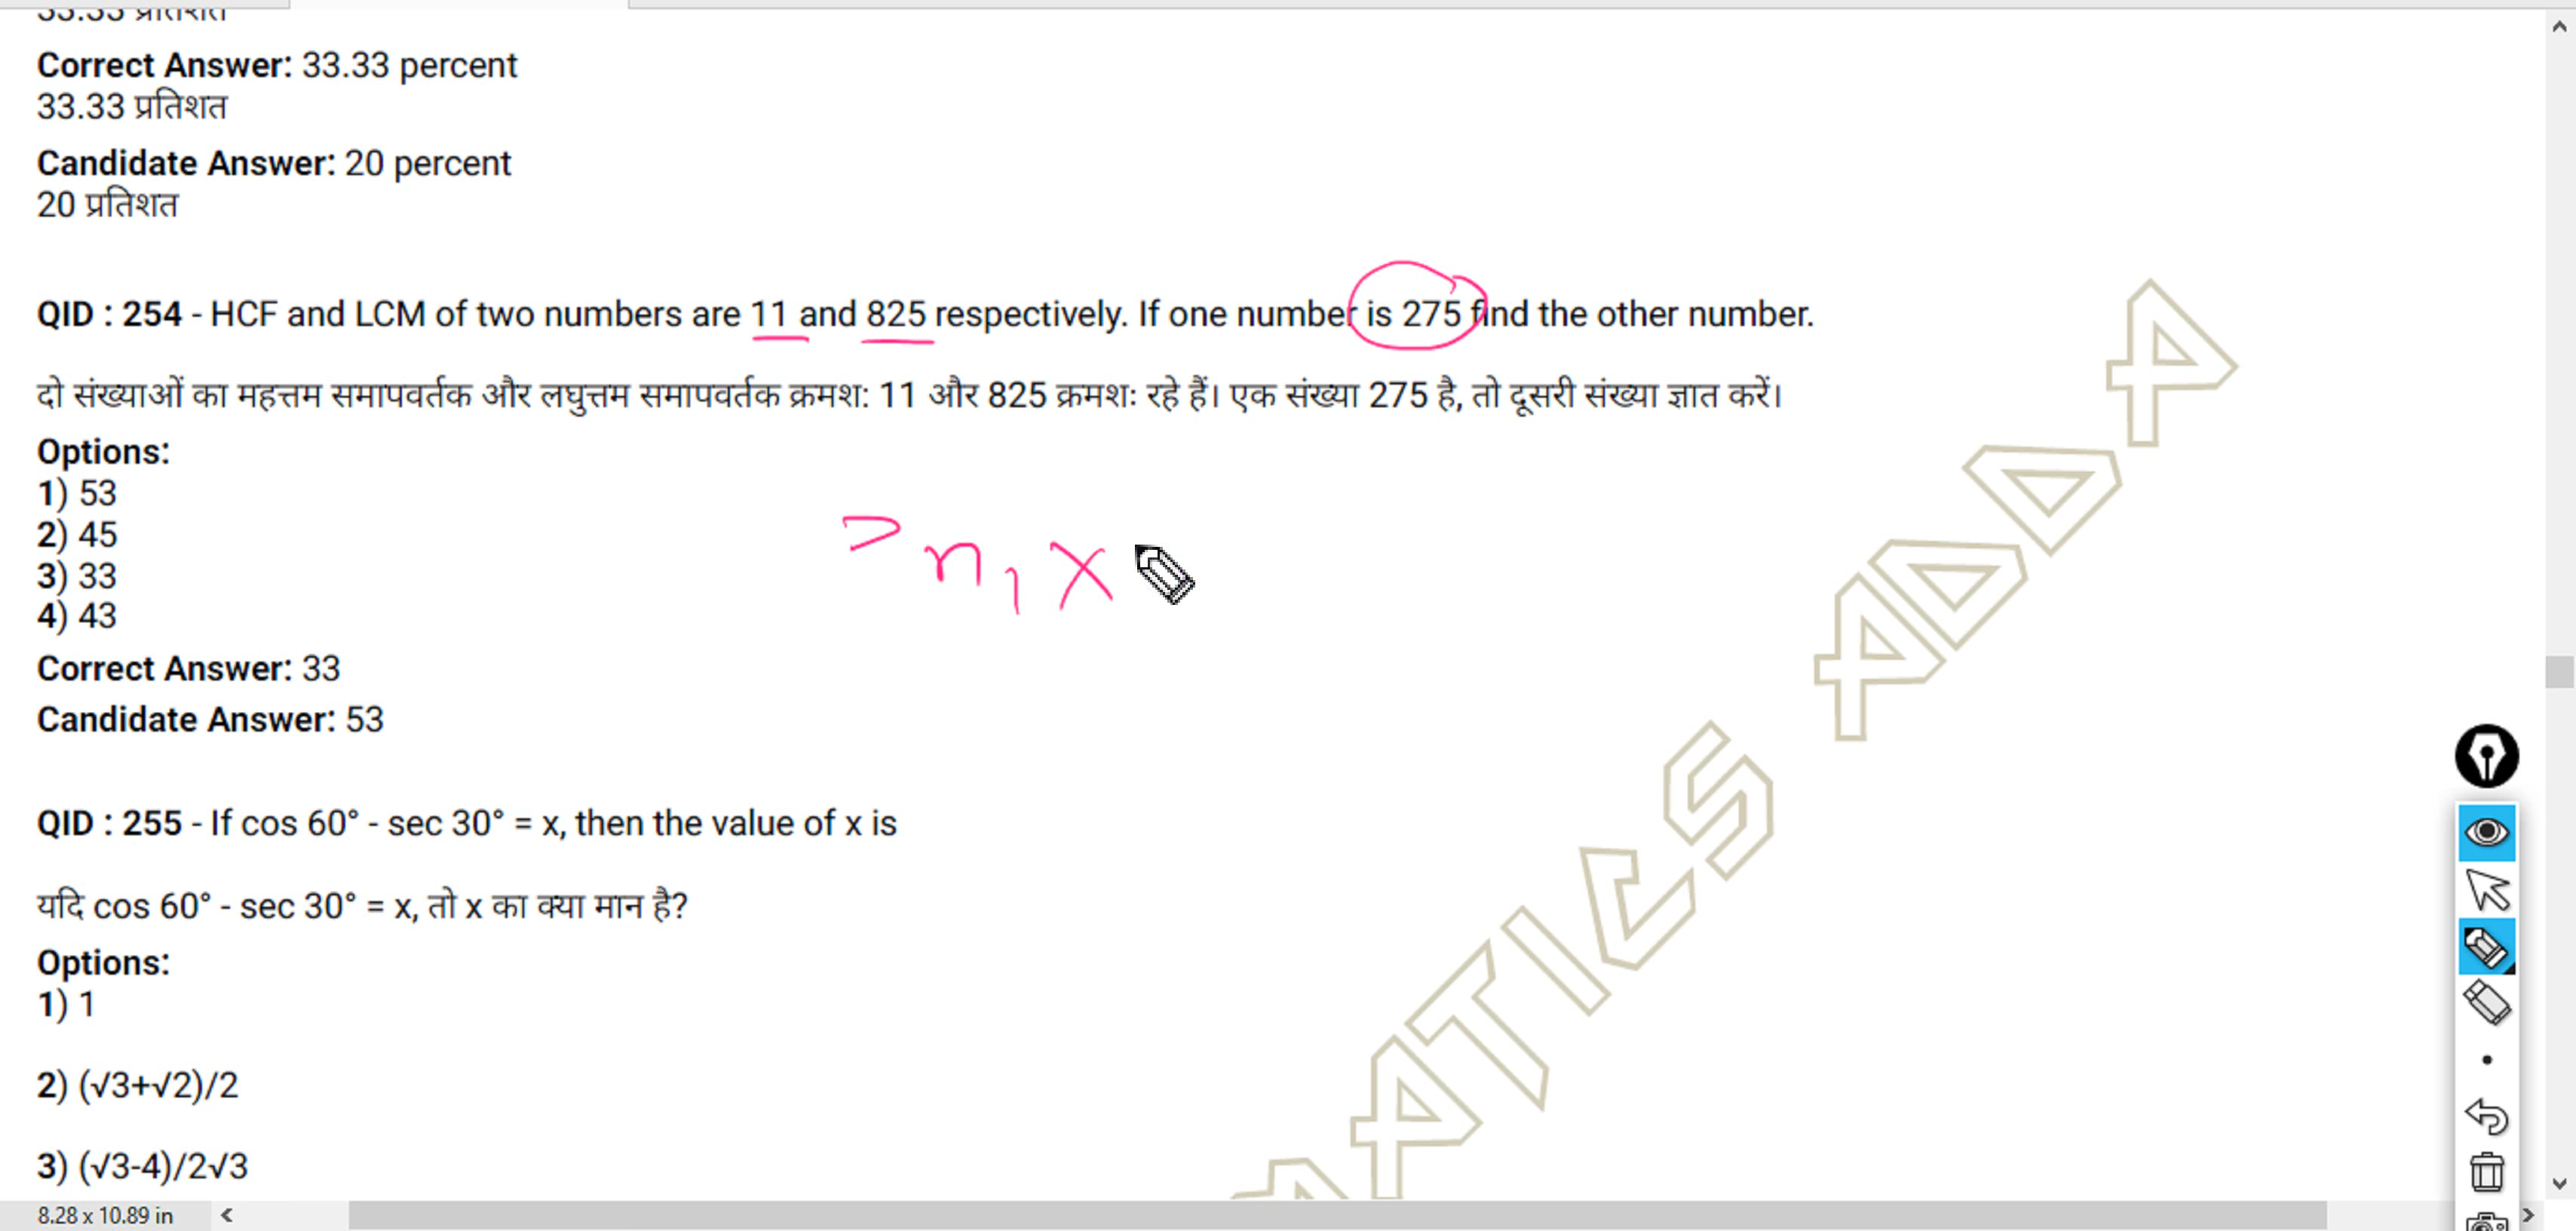 33.33 प्रतिशत
Correct Answer: 33.33 percent
33.33 प्रतिशत
Candidate Answer: 20 percent
20 प्रतिशत
QID : 254 - HCF and LCM of two numbers are 11 and 825 respectively. If one number is 275 find the other number.
दो संख्याओं का महत्तम समापवर्तक और लघुत्तम समापवर्तक क्रमश: 11 और 825 क्रमशः रहे हैं। एक संख्या 275 है, तो दूसरी संख्या ज्ञात करें।
Options:
1) 53
2) 45
3) 33
4) 43
> n₁ ×
Correct Answer: 33
Candidate Answer: 53
QID : 255 - If cos 60° - sec 30° = x, then the value of x is
यदि cos 60° - sec 30° = x, तो x का क्या मान है?
Options:
1) 1
2) (√3+√2)/2
3) (√3-4)/2√3
ATICS ADDA
8.28 x 10.89 in